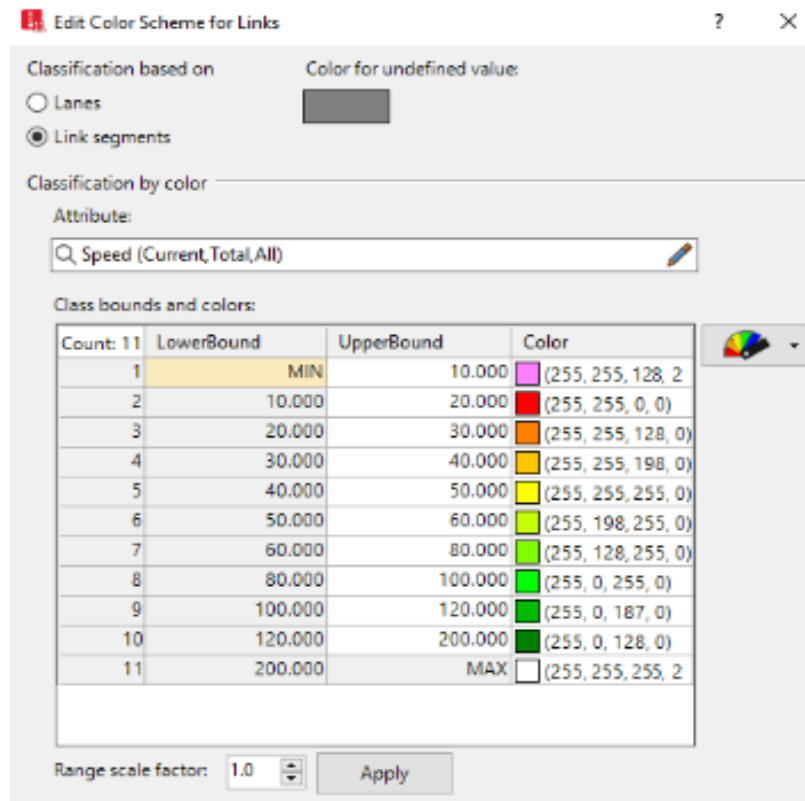 Edit Color Scheme for Links ? ×
Classification based on Color for undefined value:
Lanes
Link segments
Classification by color
Attribute:
Speed (Current,Total,All)
Class bounds and colors:
Count: 11 LowerBound UpperBound Color
1 MIN 10.000 (255, 255, 128, 2
2 10.000 20.000 (255, 255, 0, 0)
3 20.000 30.000 (255, 255, 128, 0)
4 30.000 40.000 (255, 255, 198, 0)
5 40.000 50.000 (255, 255, 255, 0)
6 50.000 60.000 (255, 198, 255, 0)
7 60.000 80.000 (255, 128, 255, 0)
8 80.000 100.000 (255, 0, 255, 0)
9 100.000 120.000 (255, 0, 187, 0)
10 120.000 200.000 (255, 0, 128, 0)
11 200.000 MAX (255, 255, 255, 2
Range scale factor: 1.0 Apply